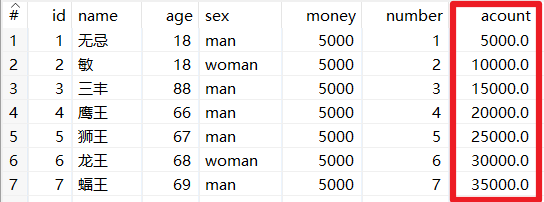 # id name age sex money number acount
1 1 无忌 18 man 5000 1 5000.0
2 2 敏 18 woman 5000 2 10000.0
3 3 三丰 88 man 5000 3 15000.0
4 4 鹰王 66 man 5000 4 20000.0
5 5 狮王 67 man 5000 5 25000.0
6 6 龙王 68 woman 5000 6 30000.0
7 7 蝠王 69 man 5000 7 35000.0